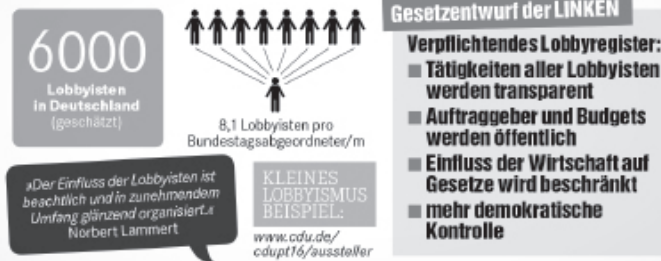 6000
Lobbyisten
in Deutschland
(geschätzt)
8,1 Lobbyisten pro
Bundestagsabgeordneter/m
»Der Einfluss der Lobbyisten ist
beachtlich und in zunehmendem
Umfang glänzend organisiert.«
Norbert Lammert
KLEINES
LOBBYISMUS
BEISPIEL:
www.cdu.de/
cdupt16/aussteller
Gesetzentwurf der LINKEN
Verpflichtendes Lobbyregister:
Tätigkeiten aller Lobbyisten
werden transparent
Auftraggeber und Budgets
werden öffentlich
Einfluss der Wirtschaft auf
Gesetze wird beschränkt
mehr demokratische
Kontrolle